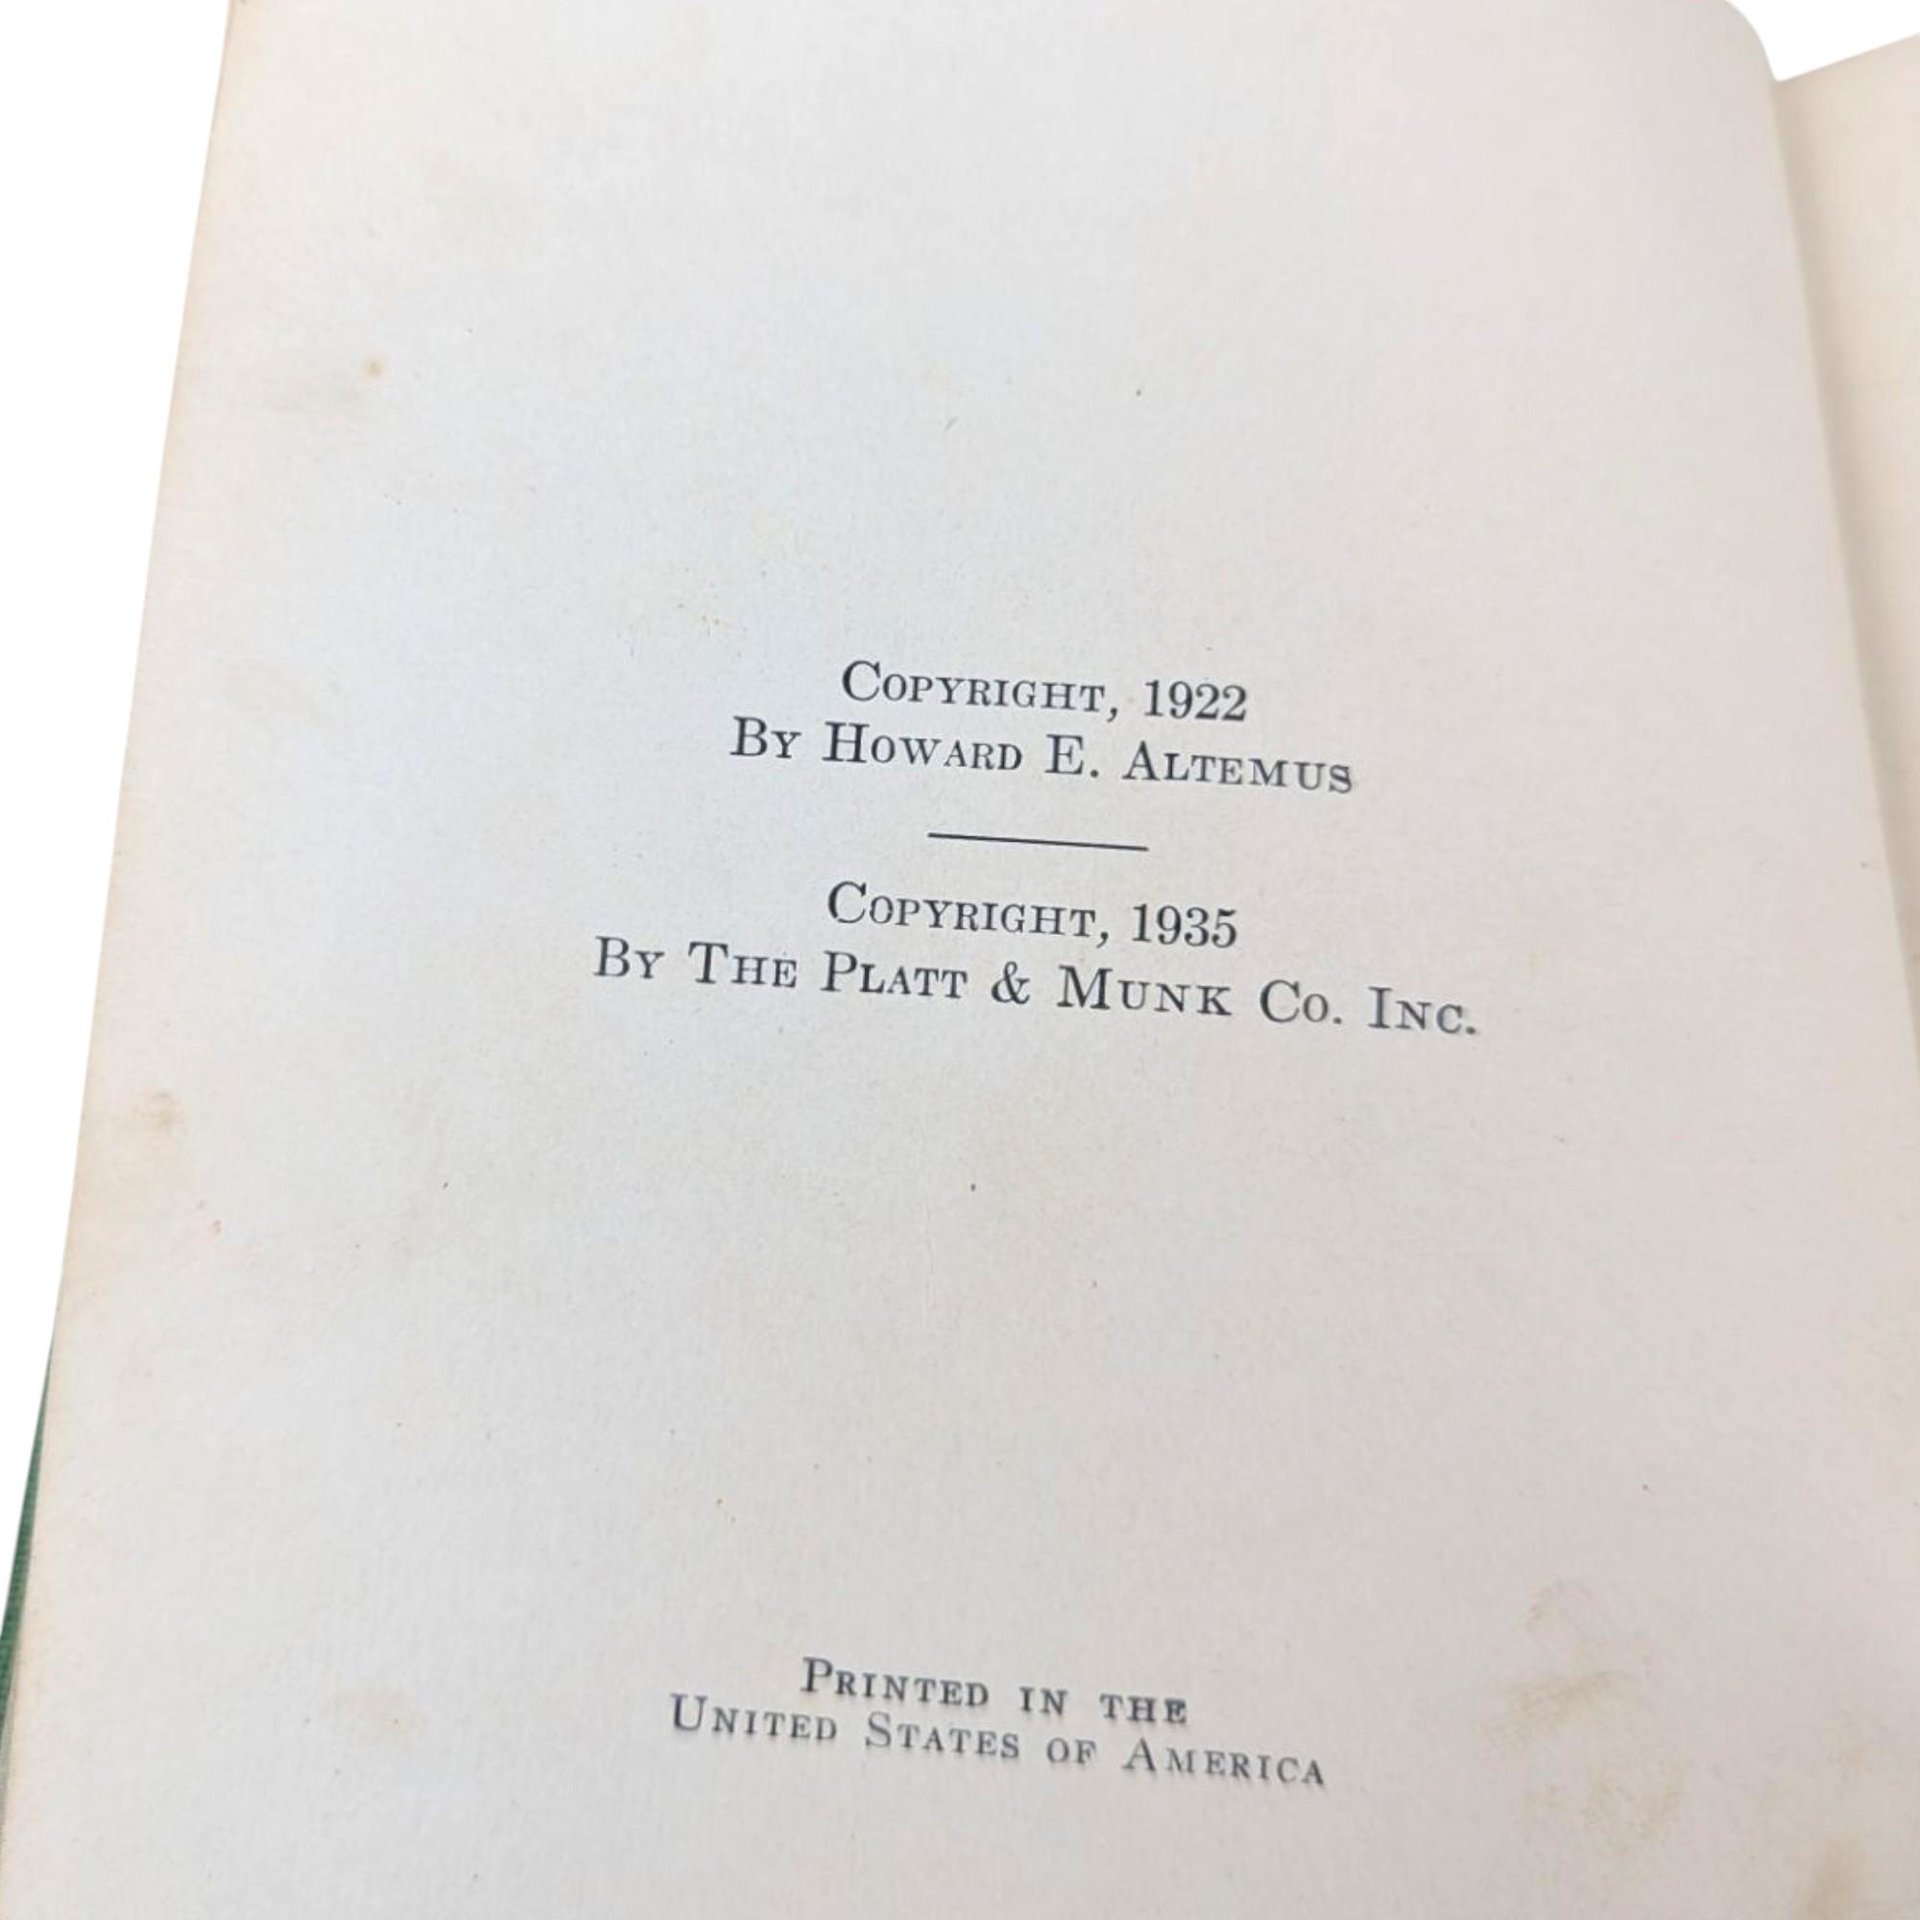 Copyright, 1922
By Howard E. Altemus
Copyright, 1935
By The Platt & Munk Co. Inc.
Printed in the
United States of America